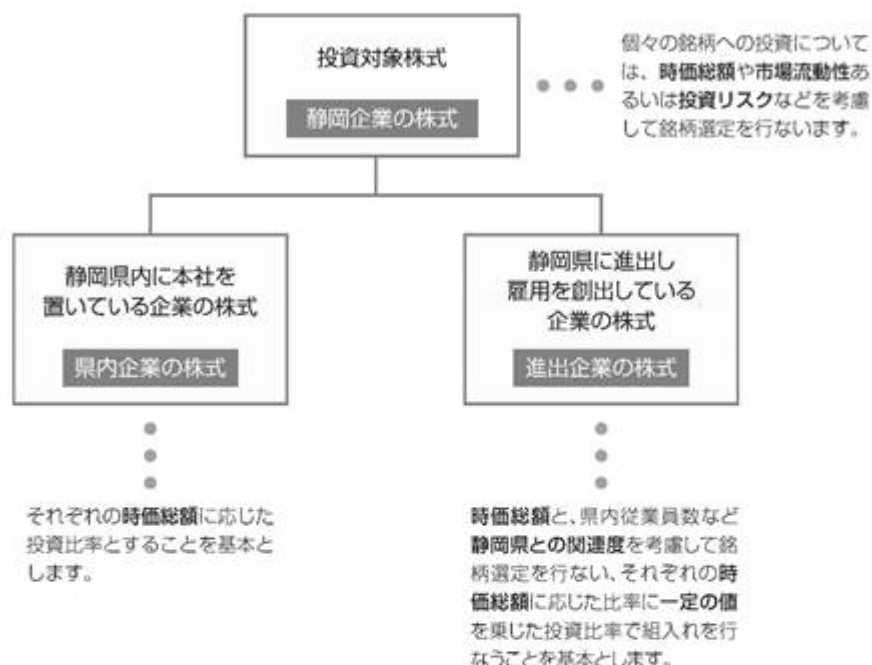 投資対象株式
静岡企業の株式
個々の銘柄への投資について
は、時価総額や市場流動性あ
るいは投資リスクなどを考慮
して銘柄選定を行ないます。
静岡県内に本社を
置いている企業の株式
県内企業の株式
それぞれの時価総額に応じた
投資比率とすることを基本と
します。
静岡県に進出し
雇用を創出している
企業の株式
進出企業の株式
時価総額と、県内従業員数など
静岡県との関連度を考慮して銘
柄選定を行ない、それぞれの時
価総額に応じた比率に一定の値
を乗じた投資比率で組入れを行
なうことを基本とします。